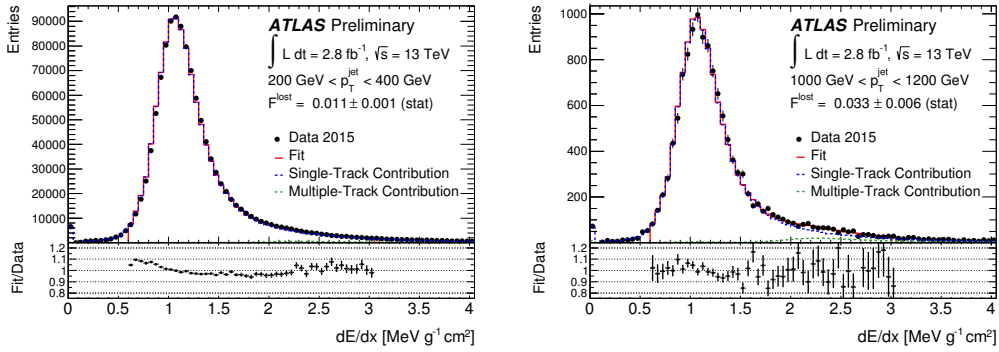 Entries
ATLAS Preliminary
∫ L dt = 2.8 fb⁻¹, √s = 13 TeV
200 GeV < p_T^jet < 400 GeV
F^lost = 0.011 ± 0.001 (stat)
Data 2015
Fit
Single-Track Contribution
Multiple-Track Contribution
90000
80000
70000
60000
50000
40000
30000
20000
10000
Fit/Data
1.2
1.1
1
0.9
0.8
0 0.5 1 1.5 2 2.5 3 3.5 4
dE/dx [MeV g⁻¹ cm²]
Entries
ATLAS Preliminary
∫ L dt = 2.8 fb⁻¹, √s = 13 TeV
1000 GeV < p_T^jet < 1200 GeV
F^lost = 0.033 ± 0.006 (stat)
Data 2015
Fit
Single-Track Contribution
Multiple-Track Contribution
1000
800
600
400
200
0
Fit/Data
1.2
1.1
1
0.9
0.8
0 0.5 1 1.5 2 2.5 3 3.5 4
dE/dx [MeV g⁻¹ cm²]